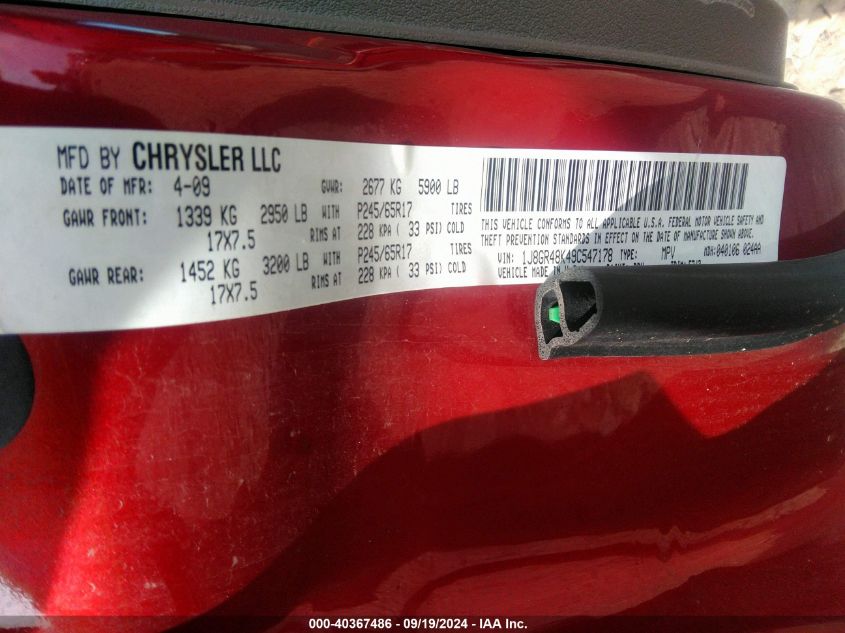 MFD BY CHRYSLER LLC
DATE OF MFR: 4-09 GVWR: 2677 KG 5900 LB
GAWR FRONT: 1339 KG 2950 LB WITH P245/65R17 TIRES
17X7.5 RIMS AT 228 KPA ( 33 PSI) COLD
GAWR REAR: 1452 KG 3200 LB WITH P245/65R17 TIRES
17X7.5 RIMS AT 228 KPA ( 33 PSI) COLD
THIS VEHICLE CONFORMS TO ALL APPLICABLE U.S.A. FEDERAL MOTOR VEHICLE SAFETY AND
THEFT PREVENTION STANDARDS IN EFFECT ON THE DATE OF MANUFACTURE SHOWN ABOVE.
VIN: 1J8GR48K49C547178 TYPE: MPV MDH: 040106 024AA
VEHICLE MADE IN
000-40367486 - 09/19/2024 - IAA Inc.